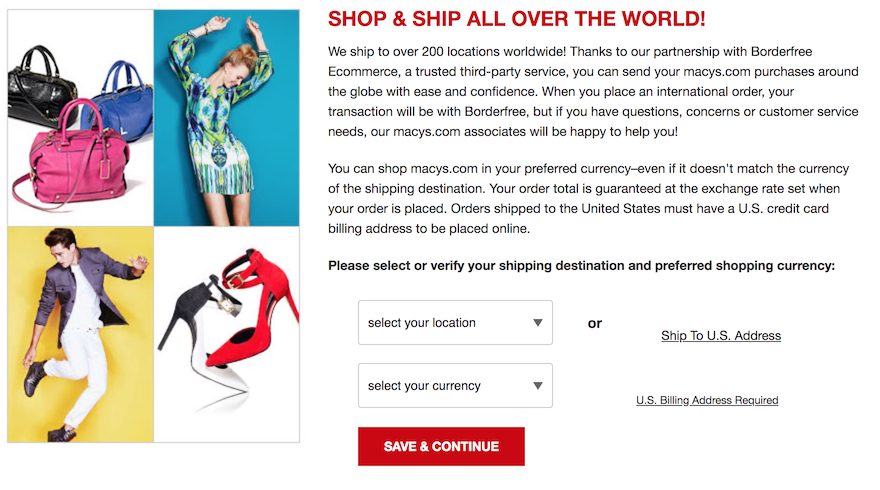 SHOP & SHIP ALL OVER THE WORLD!
We ship to over 200 locations worldwide! Thanks to our partnership with Borderfree
Ecommerce, a trusted third-party service, you can send your macys.com purchases around
the globe with ease and confidence. When you place an international order, your
transaction will be with Borderfree, but if you have questions, concerns or customer service
needs, our macys.com associates will be happy to help you!
You can shop macys.com in your preferred currency–even if it doesn't match the currency
of the shipping destination. Your order total is guaranteed at the exchange rate set when
your order is placed. Orders shipped to the United States must have a U.S. credit card
billing address to be placed online.
Please select or verify your shipping destination and preferred shopping currency:
select your location
or
Ship To U.S. Address
select your currency
U.S. Billing Address Required
SAVE & CONTINUE